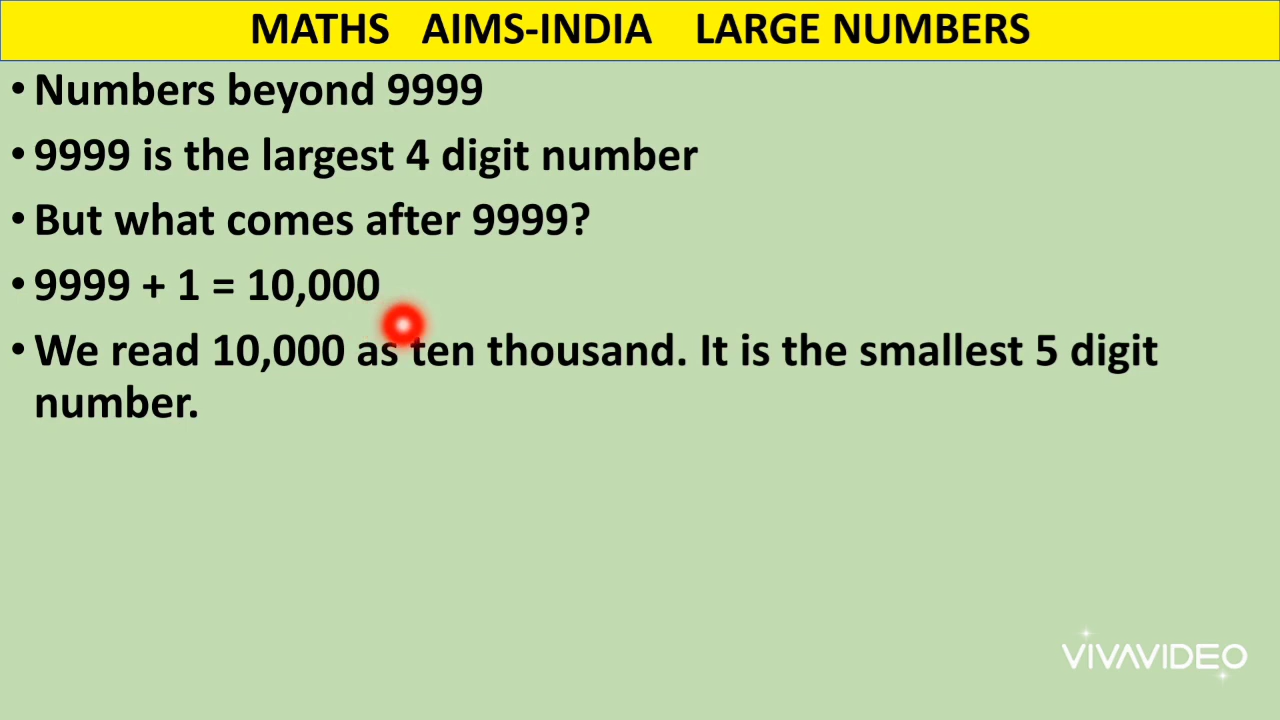 MATHS AIMS-INDIA LARGE NUMBERS
• Numbers beyond 9999
• 9999 is the largest 4 digit number
• But what comes after 9999?
• 9999 + 1 = 10,000
• We read 10,000 as ten thousand. It is the smallest 5 digit
number.
VIVAVIDEO